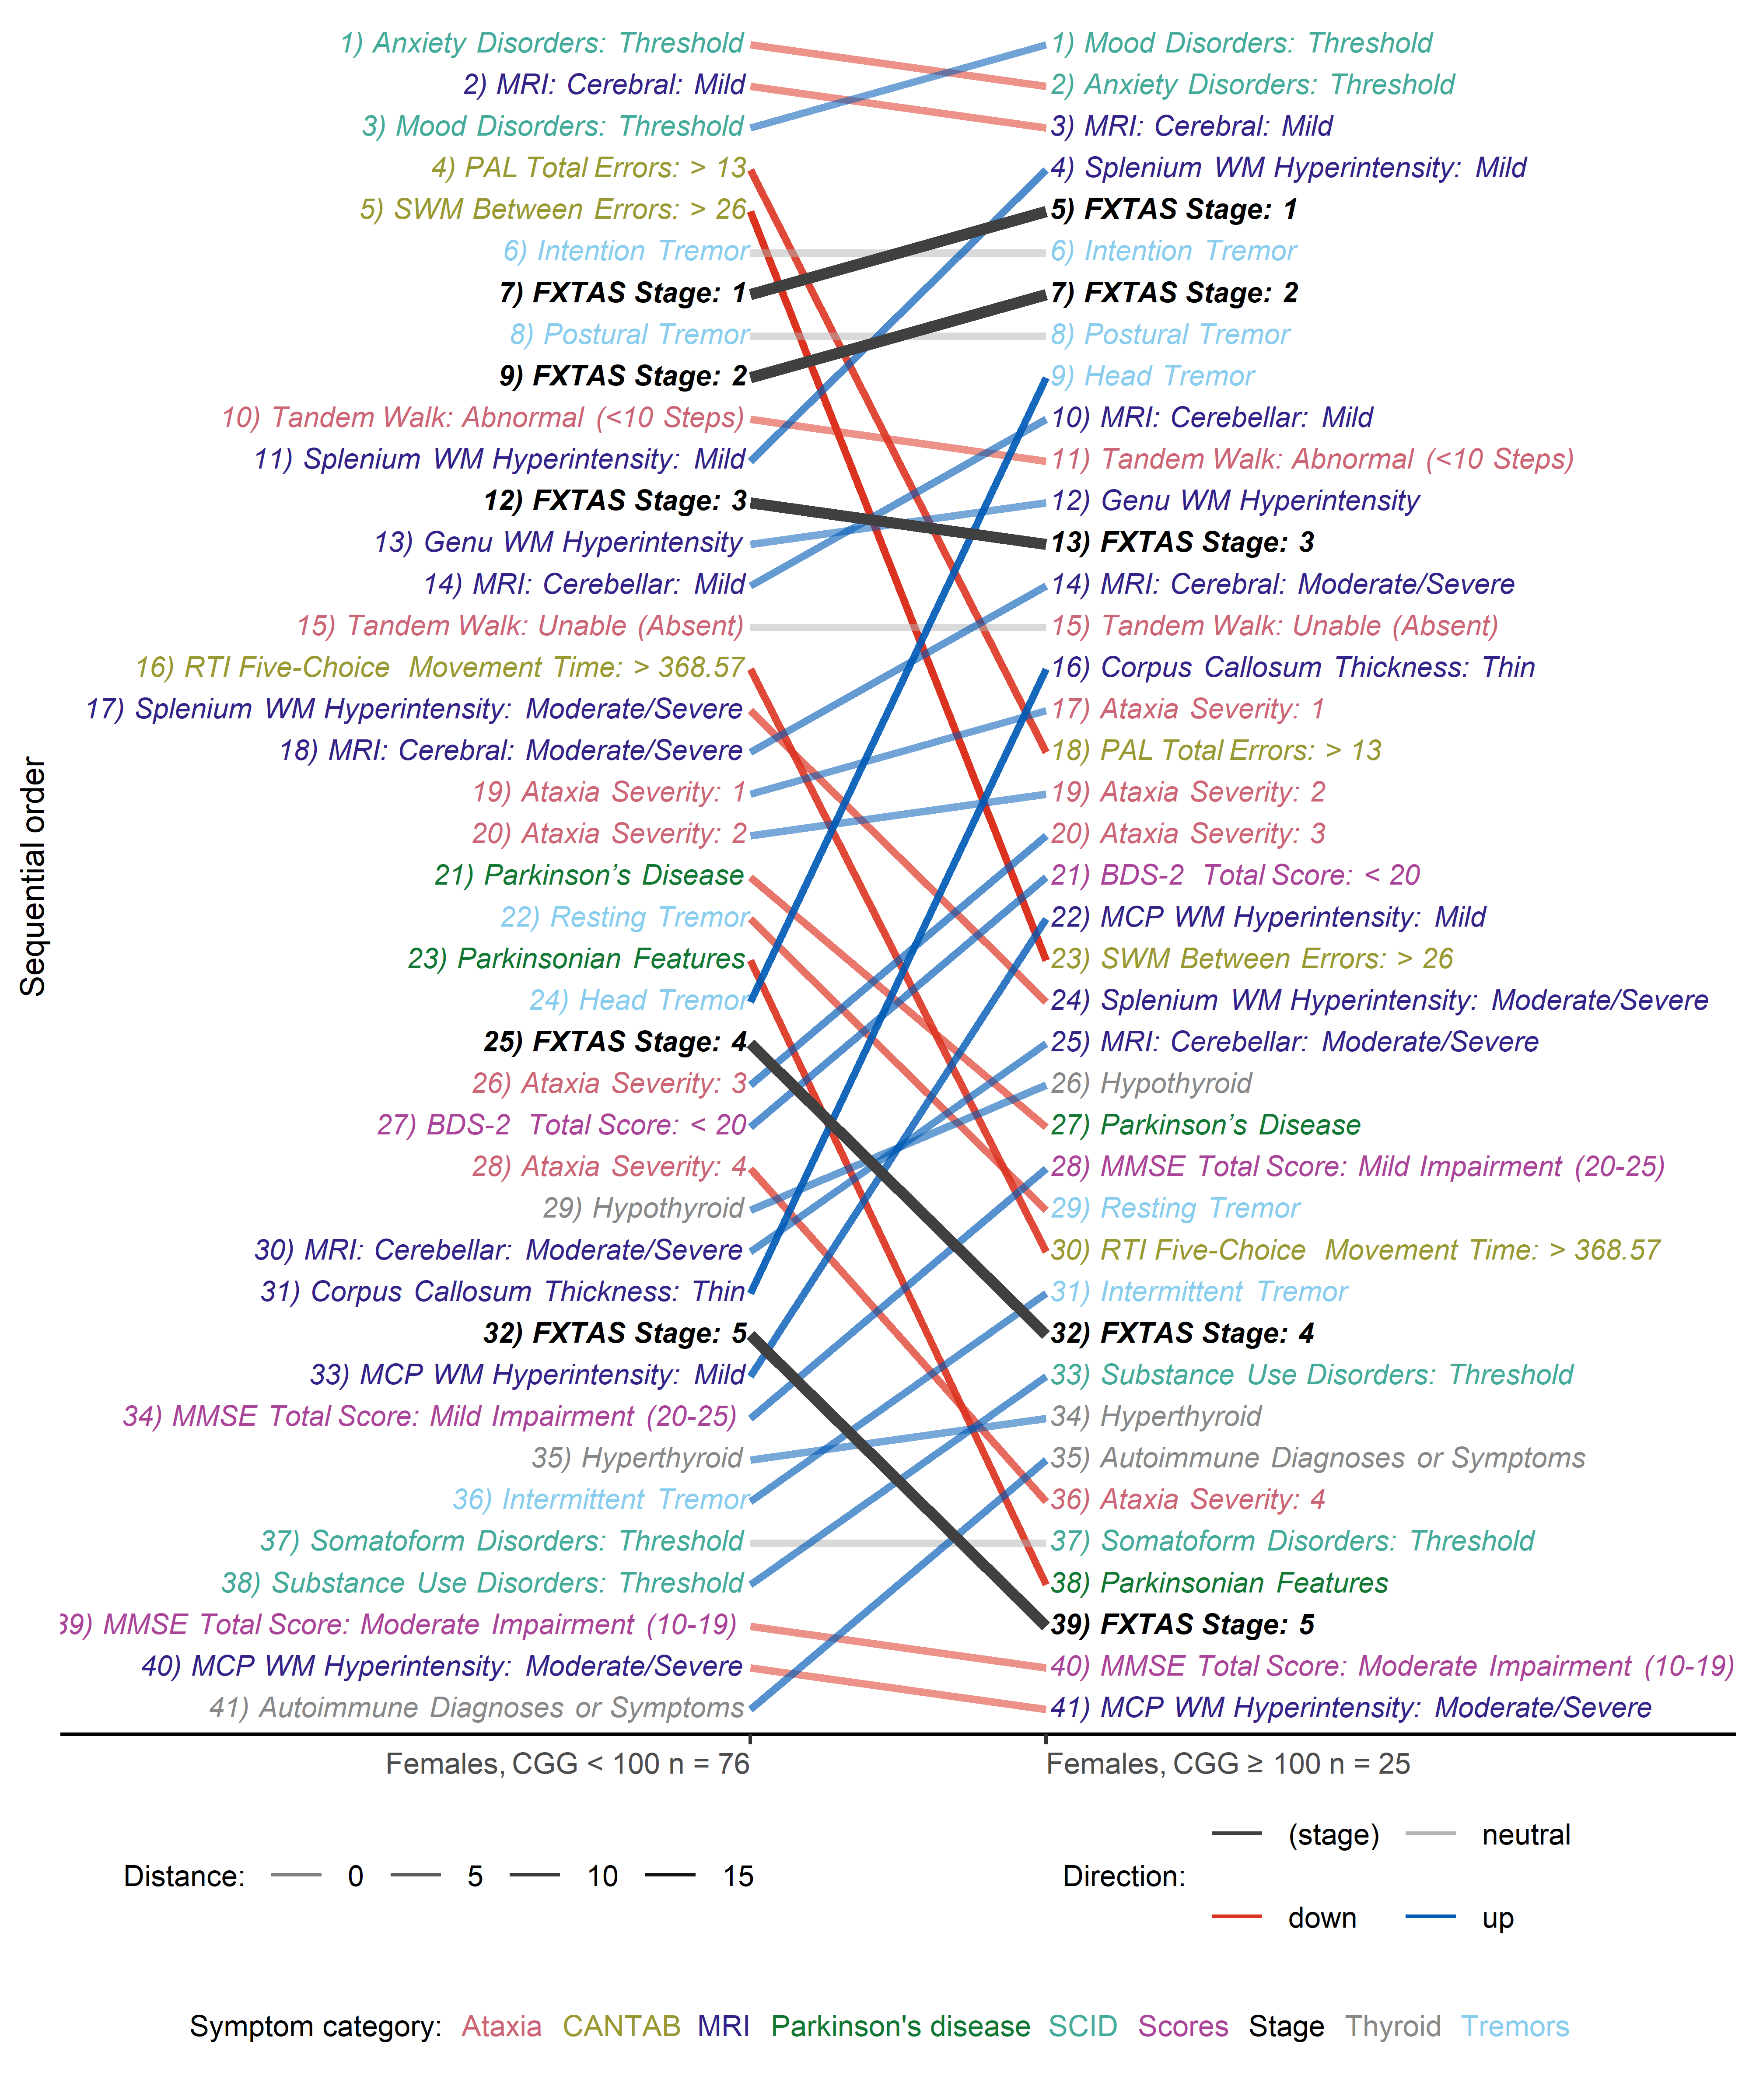 1) Anxiety Disorders: Threshold
2) MRI: Cerebral: Mild
3) Mood Disorders: Threshold
4) PAL Total Errors: > 13
5) SWM Between Errors: > 26
6) Intention Tremor
7) FXTAS Stage: 1
8) Postural Tremor
9) FXTAS Stage: 2
10) Tandem Walk: Abnormal (<10 Steps)
11) Splenium WM Hyperintensity: Mild
12) FXTAS Stage: 3
13) Genu WM Hyperintensity
14) MRI: Cerebellar: Mild
15) Tandem Walk: Unable (Absent)
16) RTI Five-Choice Movement Time: > 368.57
17) Splenium WM Hyperintensity: Moderate/Severe
18) MRI: Cerebral: Moderate/Severe
19) Ataxia Severity: 1
20) Ataxia Severity: 2
21) Parkinson’s Disease
22) Resting Tremor
23) Parkinsonian Features
24) Head Tremor
25) FXTAS Stage: 4
26) Ataxia Severity: 3
27) BDS-2 Total Score: < 20
28) Ataxia Severity: 4
29) Hypothyroid
30) MRI: Cerebellar: Moderate/Severe
31) Corpus Callosum Thickness: Thin
32) FXTAS Stage: 5
33) MCP WM Hyperintensity: Mild
34) MMSE Total Score: Mild Impairment (20-25)
35) Hyperthyroid
36) Intermittent Tremor
37) Somatoform Disorders: Threshold
38) Substance Use Disorders: Threshold
39) MMSE Total Score: Moderate Impairment (10-19)
40) MCP WM Hyperintensity: Moderate/Severe
41) Autoimmune Diagnoses or Symptoms
1) Mood Disorders: Threshold
2) Anxiety Disorders: Threshold
3) MRI: Cerebral: Mild
4) Splenium WM Hyperintensity: Mild
5) FXTAS Stage: 1
6) Intention Tremor
7) FXTAS Stage: 2
8) Postural Tremor
9) Head Tremor
10) MRI: Cerebellar: Mild
11) Tandem Walk: Abnormal (<10 Steps)
12) Genu WM Hyperintensity
13) FXTAS Stage: 3
14) MRI: Cerebral: Moderate/Severe
15) Tandem Walk: Unable (Absent)
16) Corpus Callosum Thickness: Thin
17) Ataxia Severity: 1
18) PAL Total Errors: > 13
19) Ataxia Severity: 2
20) Ataxia Severity: 3
21) BDS-2 Total Score: < 20
22) MCP WM Hyperintensity: Mild
23) SWM Between Errors: > 26
24) Splenium WM Hyperintensity: Moderate/Severe
25) MRI: Cerebellar: Moderate/Severe
26) Hypothyroid
27) Parkinson’s Disease
28) MMSE Total Score: Mild Impairment (20-25)
29) Resting Tremor
30) RTI Five-Choice Movement Time: > 368.57
31) Intermittent Tremor
32) FXTAS Stage: 4
33) Substance Use Disorders: Threshold
34) Hyperthyroid
35) Autoimmune Diagnoses or Symptoms
36) Ataxia Severity: 4
37) Somatoform Disorders: Threshold
38) Parkinsonian Features
39) FXTAS Stage: 5
40) MMSE Total Score: Moderate Impairment (10-19)
41) MCP WM Hyperintensity: Moderate/Severe
Sequential order
Females, CGG < 100 n = 76
Females, CGG ≥ 100 n = 25
Distance: 0 5 10 15
Direction:
(stage) neutral
down up
Symptom category: Ataxia CANTAB MRI Parkinson's disease SCID Scores Stage Thyroid Tremors